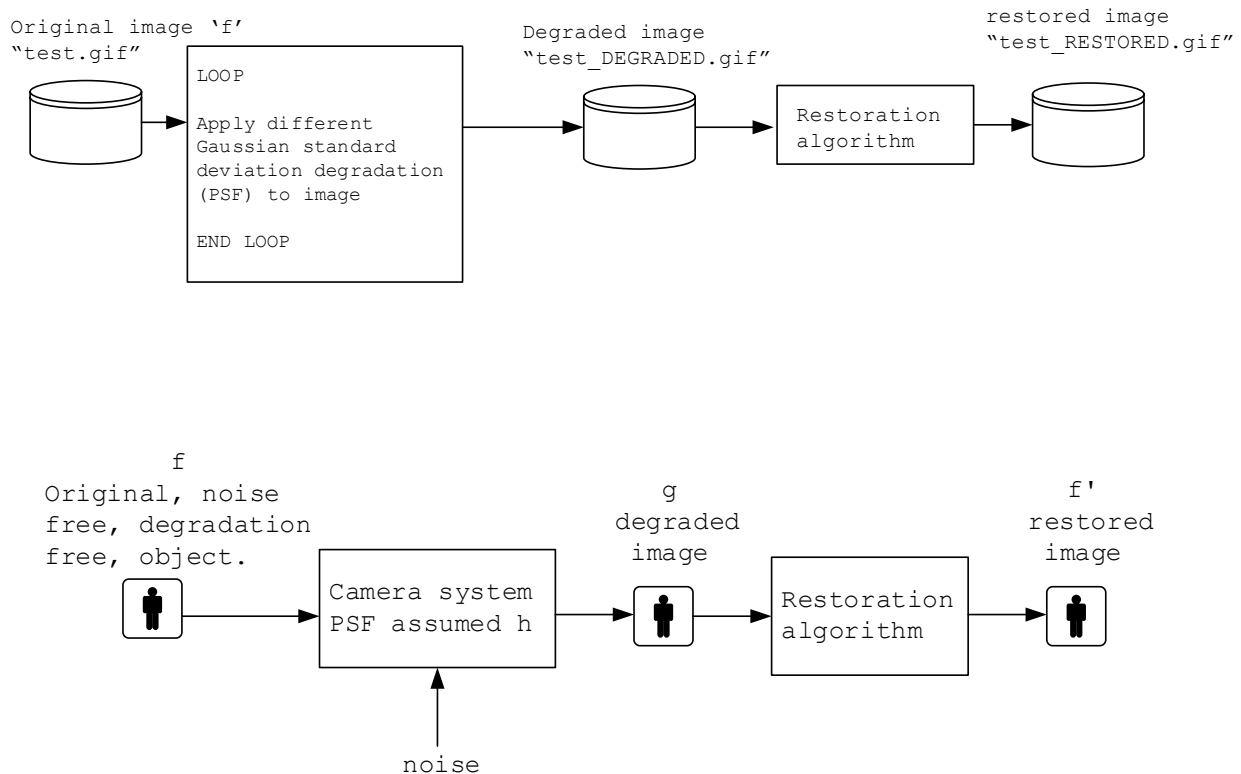 Original image ‘f’
“test.gif”
LOOP
Apply different
Gaussian standard
deviation degradation
(PSF) to image
END LOOP
Degraded image
“test_DEGRADED.gif”
Restoration
algorithm
restored image
“test_RESTORED.gif”
f
Original, noise
free, degradation
free, object.
Camera system
PSF assumed h
noise
g
degraded
image
Restoration
algorithm
f'
restored
image